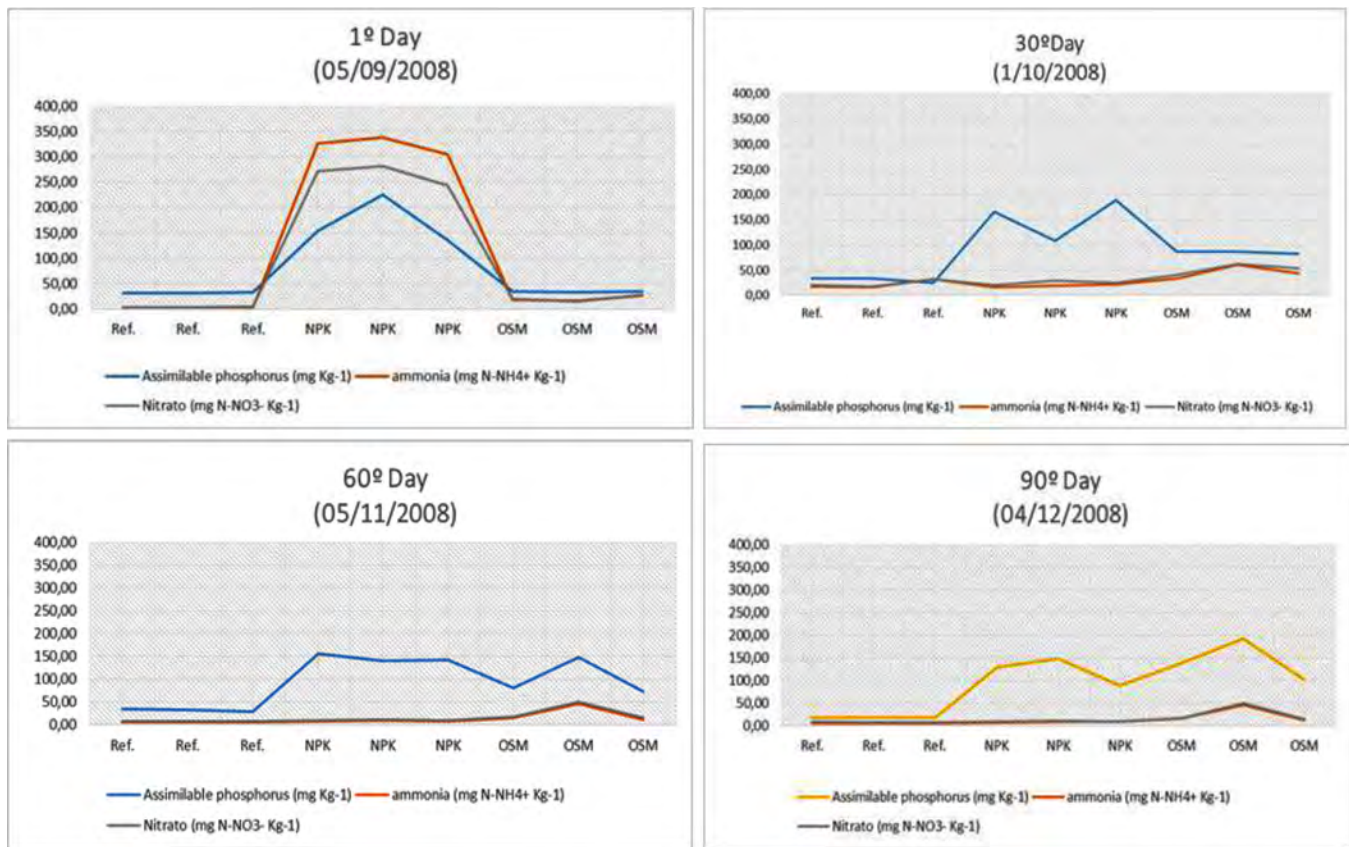 1º Day
(05/09/2008)
400,00
350,00
300,00
250,00
200,00
150,00
100,00
50,00
0,00
Ref. Ref. Ref. NPK NPK NPK OSM OSM OSM
Assimilable phosphorus (mg Kg-1) ammonia (mg N-NH4+ Kg-1)
Nitrato (mg N-NO3- Kg-1)
30ºDay
(1/10/2008)
400,00
350,00
300,00
250,00
200,00
150,00
100,00
50,00
0,00
Ref. Ref. Ref. NPK NPK NPK OSM OSM OSM
Assimilable phosphorus (mg Kg-1) ammonia (mg N-NH4+ Kg-1) Nitrato (mg N-NO3- Kg-1)
60º Day
(05/11/2008)
400,00
350,00
300,00
250,00
200,00
150,00
100,00
50,00
0,00
Ref. Ref. Ref. NPK NPK NPK OSM OSM OSM
Assimilable phosphorus (mg Kg-1) ammonia (mg N-NH4+ Kg-1)
Nitrato (mg N-NO3- Kg-1)
90º Day
(04/12/2008)
400,00
350,00
300,00
250,00
200,00
150,00
100,00
50,00
0,00
Ref. Ref. Ref. NPK NPK NPK OSM OSM OSM
Assimilable phosphorus (mg Kg-1) ammonia (mg N-NH4+ Kg-1)
Nitrato (mg N-NO3- Kg-1)